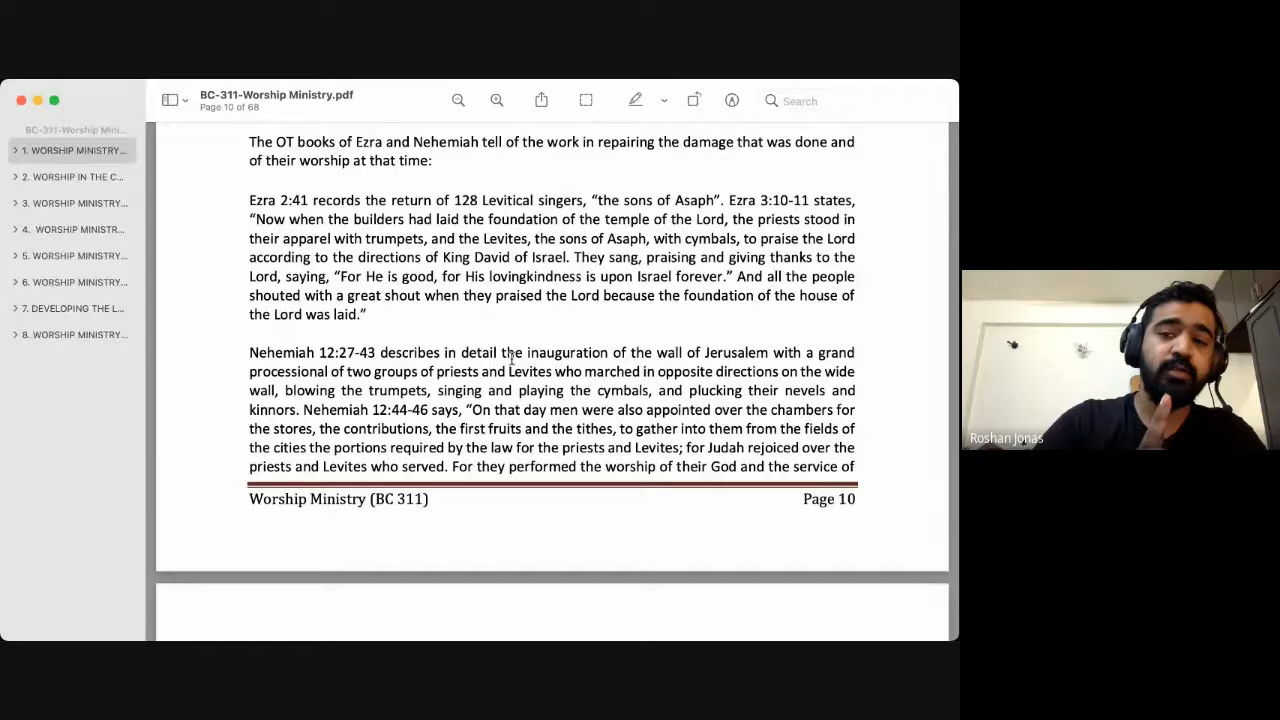 BC-311-Worship Ministry.pdf
Page 10 of 68
Search
BC-311-Worship Mini...
1. WORSHIP MINISTRY...
2. WORSHIP IN THE C...
3. WORSHIP MINISTRY...
4. WORSHIP MINISTR...
5. WORSHIP MINISTRY...
6. WORSHIP MINISTRY...
7. DEVELOPING THE L...
8. WORSHIP MINISTRY...
The OT books of Ezra and Nehemiah tell of the work in repairing the damage that was done and
of their worship at that time:
Ezra 2:41 records the return of 128 Levitical singers, “the sons of Asaph”. Ezra 3:10-11 states,
“Now when the builders had laid the foundation of the temple of the Lord, the priests stood in
their apparel with trumpets, and the Levites, the sons of Asaph, with cymbals, to praise the Lord
according to the directions of King David of Israel. They sang, praising and giving thanks to the
Lord, saying, “For He is good, for His lovingkindness is upon Israel forever.” And all the people
shouted with a great shout when they praised the Lord because the foundation of the house of
the Lord was laid.”
Nehemiah 12:27-43 describes in detail the inauguration of the wall of Jerusalem with a grand
processional of two groups of priests and Levites who marched in opposite directions on the wide
wall, blowing the trumpets, singing and playing the cymbals, and plucking their nevels and
kinnors. Nehemiah 12:44-46 says, “On that day men were also appointed over the chambers for
the stores, the contributions, the first fruits and the tithes, to gather into them from the fields of
the cities the portions required by the law for the priests and Levites; for Judah rejoiced over the
priests and Levites who served. For they performed the worship of their God and the service of
Worship Ministry (BC 311) Page 10
Roshan Jonas